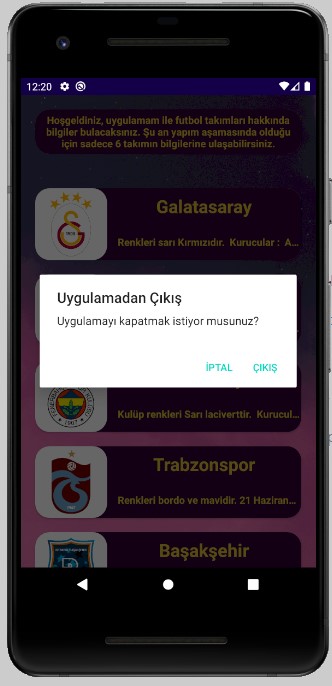 12:20
Hoşgeldiniz, uygulamam ile futbol takımları hakkında
bilgiler bulacaksınız. Şu an yapım aşamasında olduğu
için sadece 6 takımın bilgilerine ulaşabilirsiniz.
Galatasaray
Renkleri sarı Kırmızıdır. Kurucular : A...
Uygulamadan Çıkış
Uygulamayı kapatmak istiyor musunuz?
İPTAL ÇIKIŞ
1907
Kulüp renkleri Sarı laciverttir. Kurucul...
Trabzonspor
Renkleri bordo ve mavidir. 21 Haziran...
Başakşehir